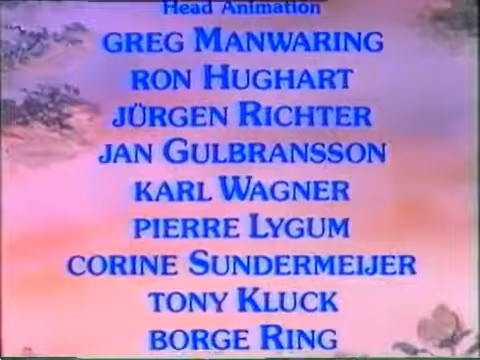 Head Animation
GREG MANWARING
RON HUGHART
JÜRGEN RICHTER
JAN GULBRANSSON
KARL WAGNER
PIERRE LYGUM
CORINE SUNDERMEIJER
TONY KLUCK
BORGE RING